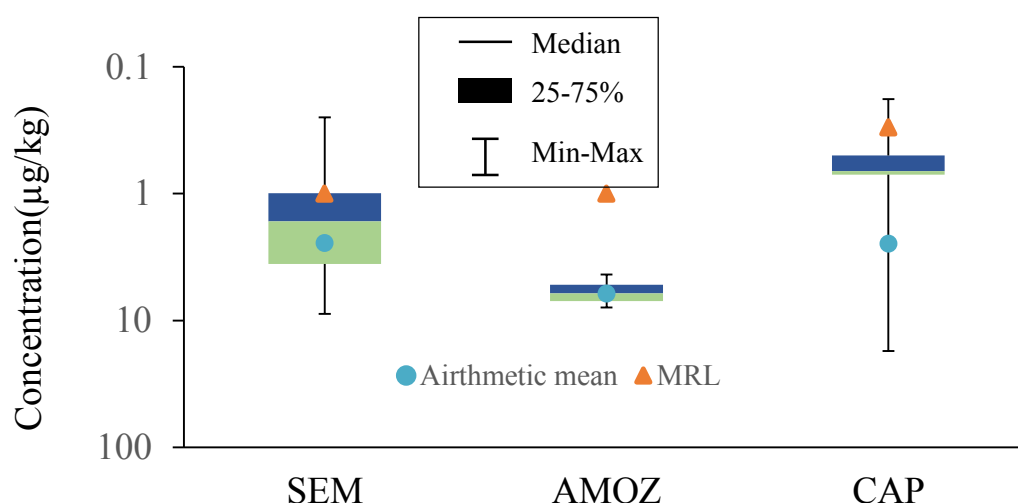 Median
25-75%
Min-Max
Concentration(µg/kg)
0.1
1
10
100
Airthmetic mean
MRL
SEM
AMOZ
CAP